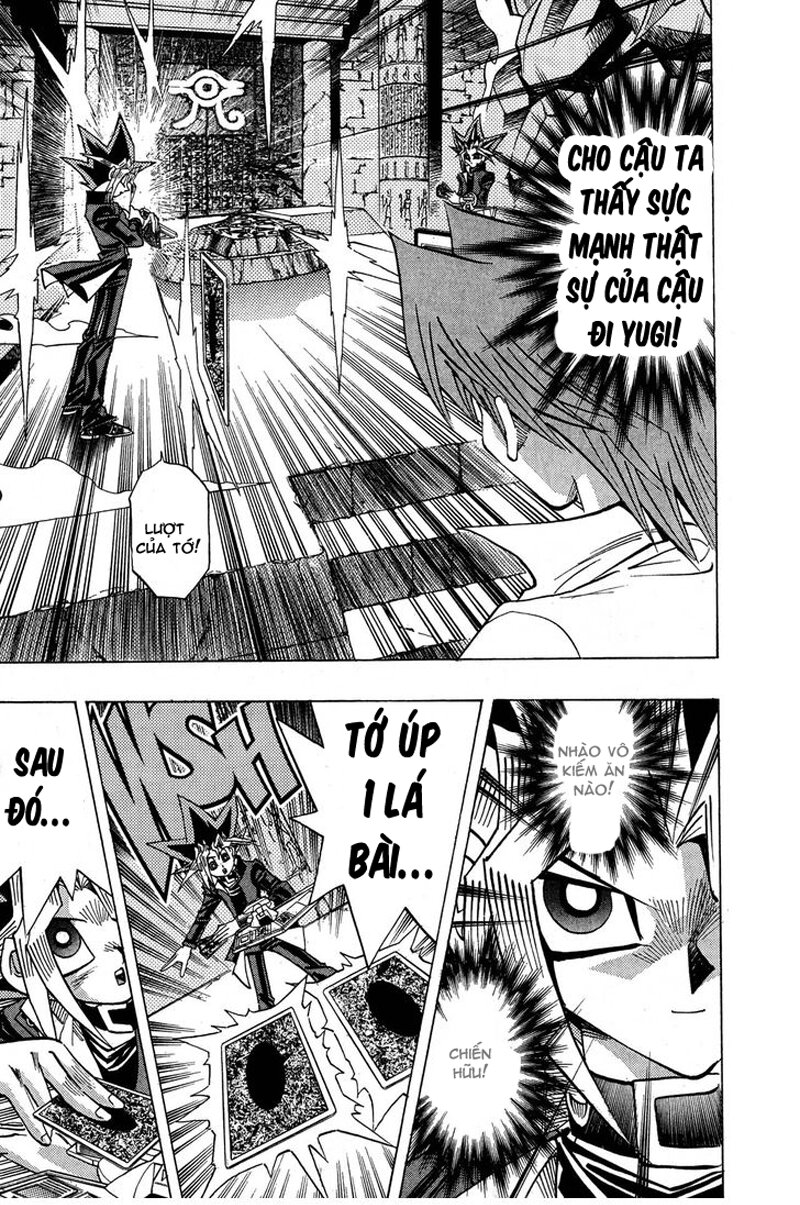 CHO CẬU TA
THẤY SỨC
MẠNH THẬT
SỰ CỦA CẬU
ĐI YUGI!
LƯỢT
CỦA TỚ!
NHÀO VÔ
KIẾM ĂN
NÀO!
CHIẾN
HỮU!
TỚ ÚP
1 LÁ
BÀI...
SAU
ĐÓ...